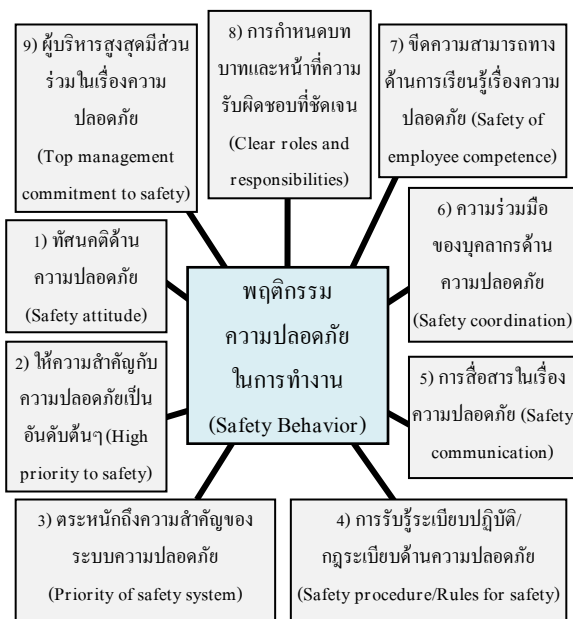 9) ผู้บริหารสูงสุดมีส่วน
ร่วมในเรื่องความ
ปลอดภัย
(Top management
commitment to safety)
8) การกำหนดบท
บาทและหน้าที่ความ
รับผิดชอบที่ชัดเจน
(Clear roles and
responsibilities)
7) ขีดความสามารถทาง
ด้านการเรียนรู้เรื่องความ
ปลอดภัย (Safety of
employee competence)
1) ทัศนคติด้าน
ความปลอดภัย
(Safety attitude)
พฤติกรรม
ความปลอดภัย
ในการทำงาน
(Safety Behavior)
6) ความร่วมมือ
ของบุคลากรด้าน
ความปลอดภัย
(Safety coordination)
2) ให้ความสำคัญกับ
ความปลอดภัยเป็น
อันดับต้นๆ (High
priority to safety)
5) การสื่อสารในเรื่อง
ความปลอดภัย (Safety
communication)
3) ตระหนักถึงความสำคัญของ
ระบบความปลอดภัย
(Priority of safety system)
4) การรับรู้ระเบียบปฏิบัติ/
กฎระเบียบด้านความปลอดภัย
(Safety procedure/Rules for safety)